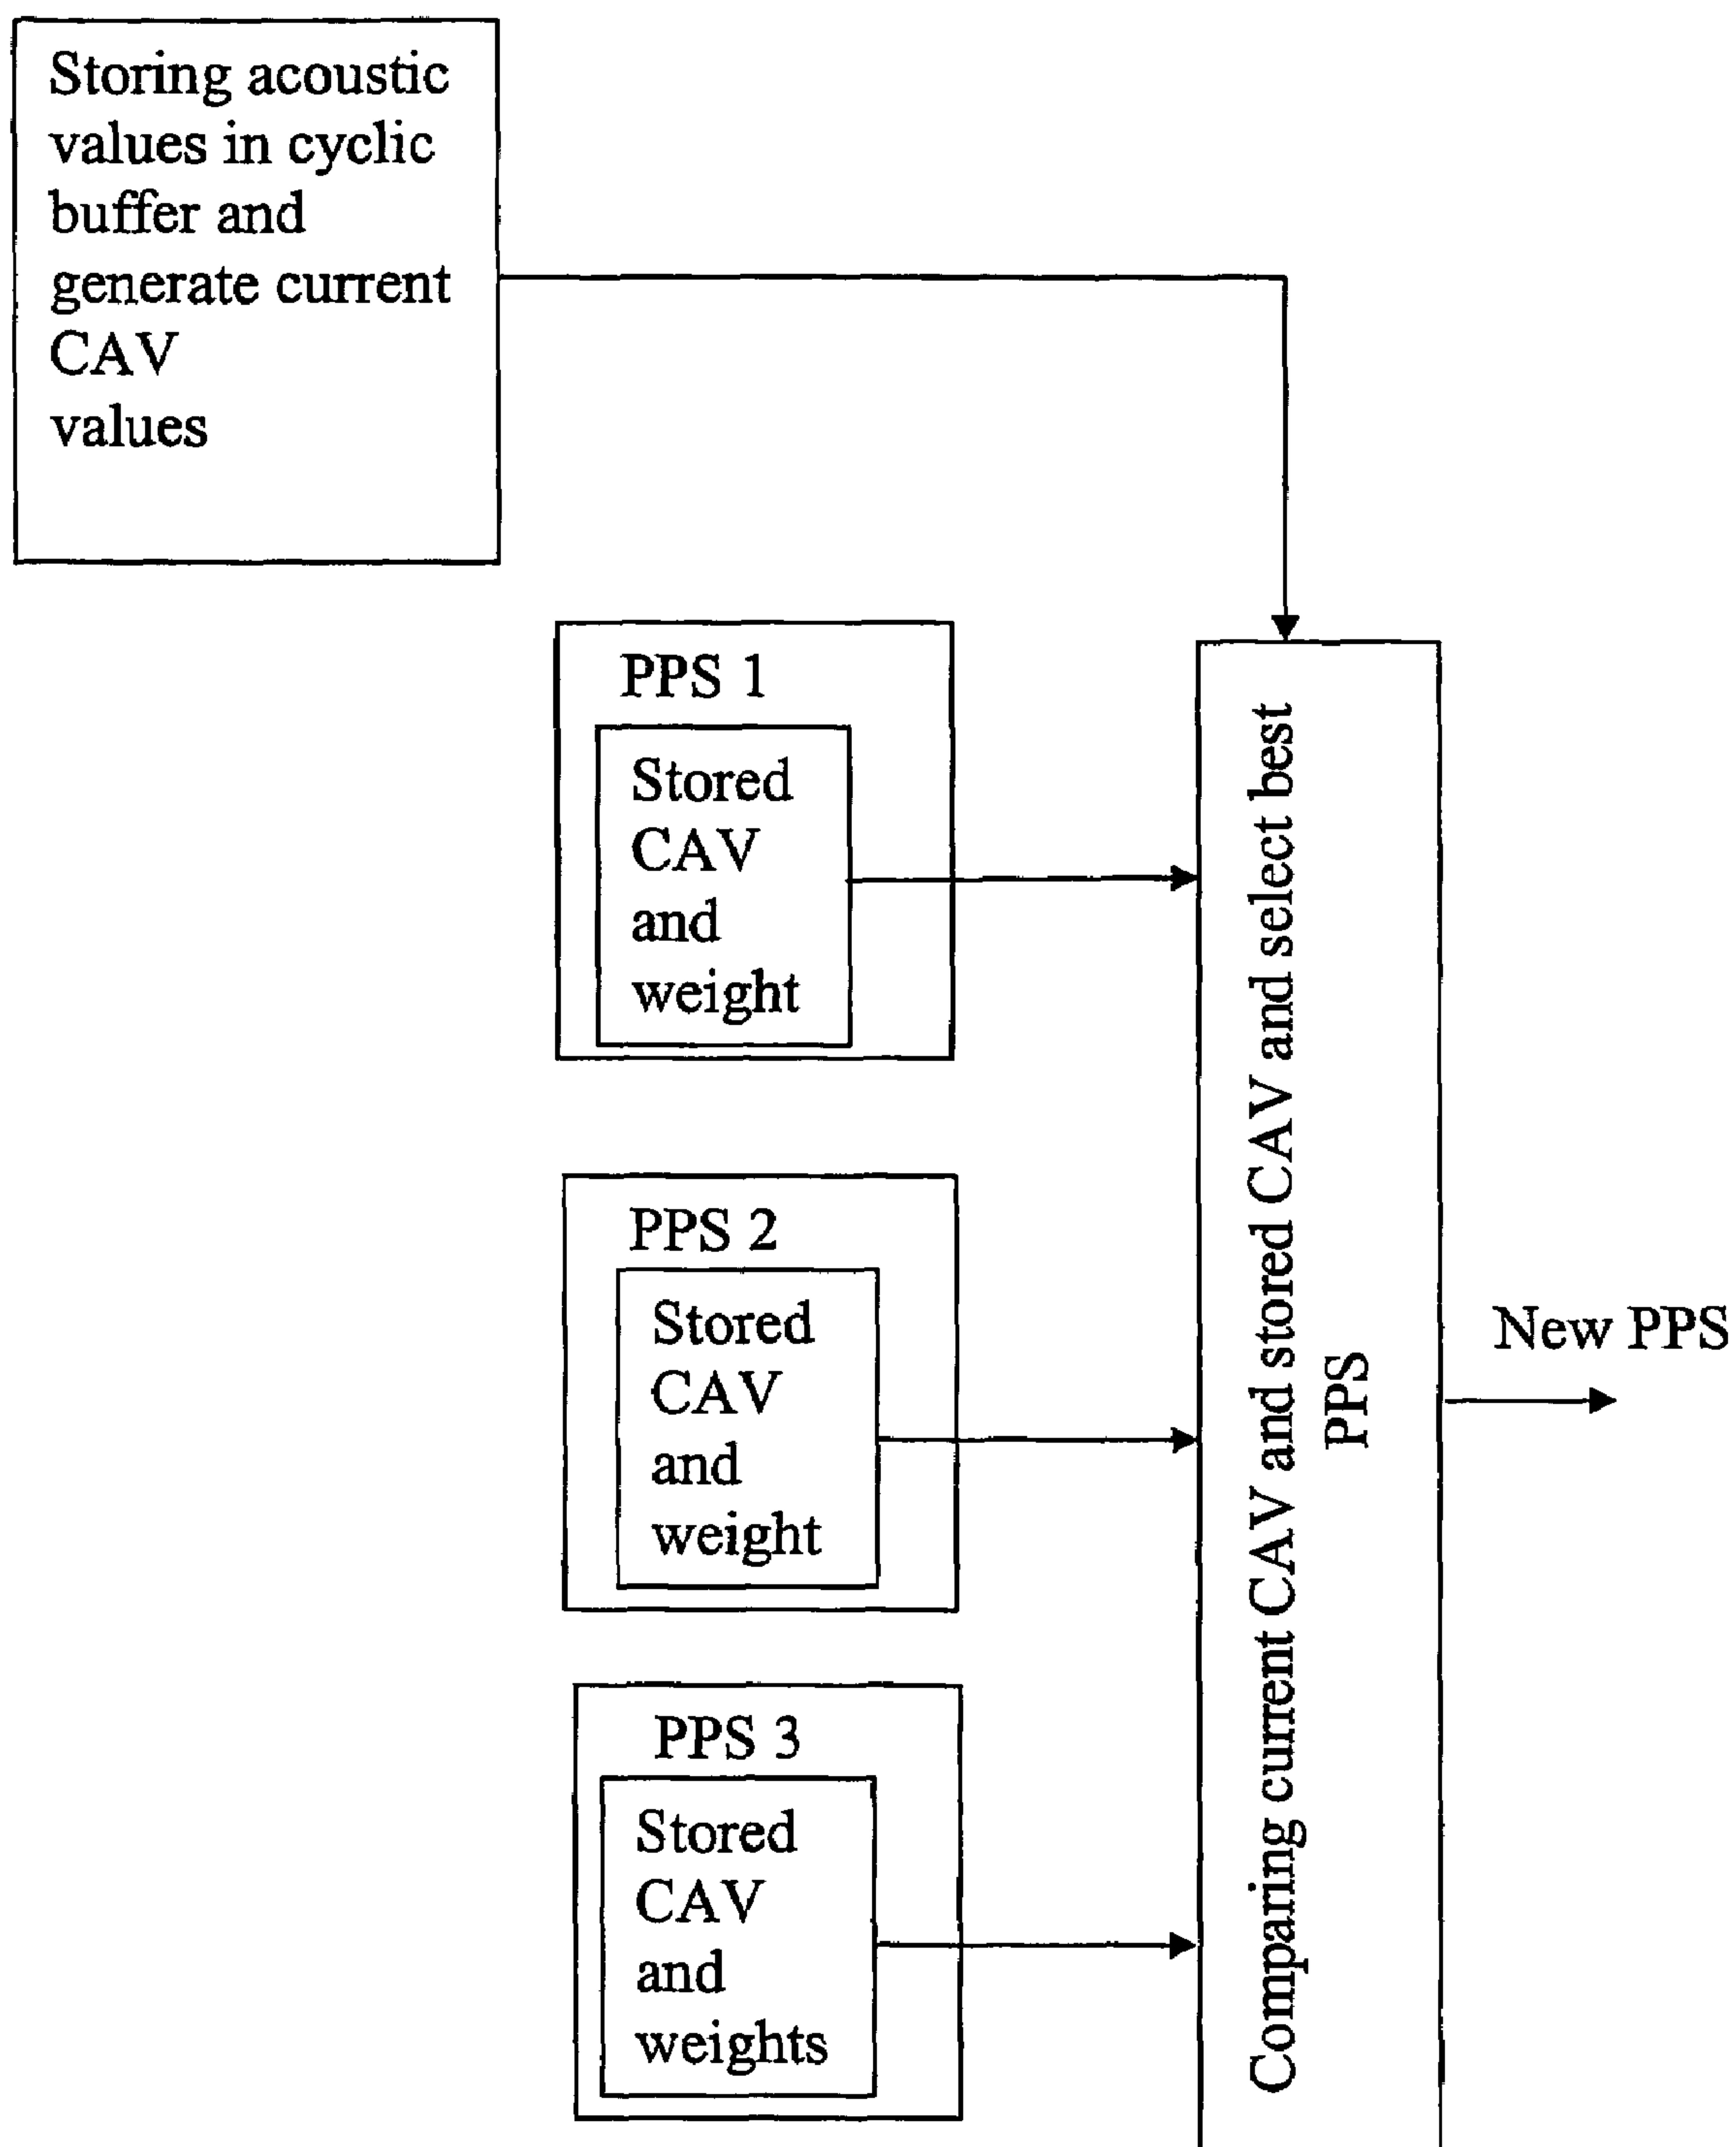 Storing acoustic
values in cyclic
buffer and
generate current
CAV
values
PPS 1
Stored
CAV
and
weight
PPS 2
Stored
CAV
and
weight
PPS 3
Stored
CAV
and
weights
Comparing current CAV and stored CAV and select best
PPS
New PPS